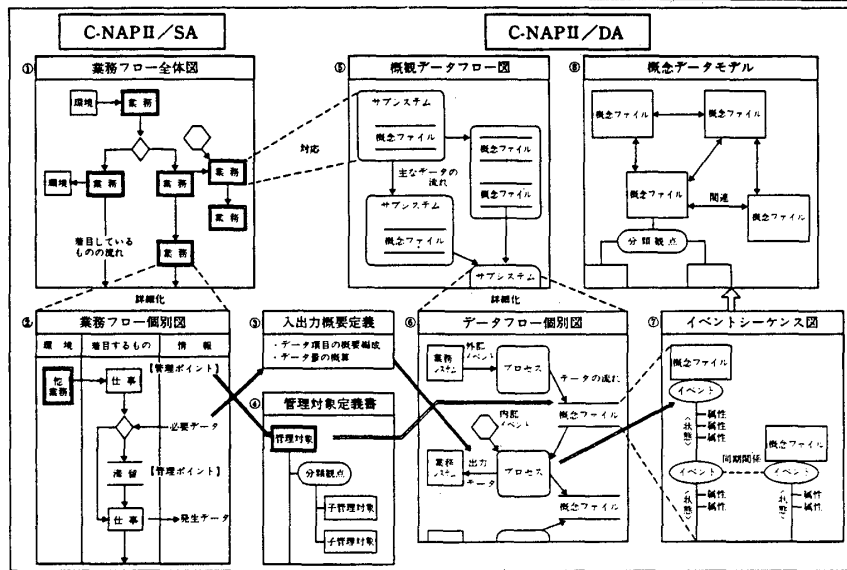 C-NAPⅡ／SA
C-NAPⅡ／DA
①
業務フロー全体図
環境
業務
業務
環境
業務
業務
業務
業務
着目している
ものの流れ
対応
詳細化
⑤
概観データフロー図
サブシステム
概念ファイル
概念ファイル
主なデータの
流れ
概念ファイル
サブシステム
概念ファイル
サブシステム
詳細化
⑧
概念データモデル
概念ファイル
概念ファイル
概念ファイル
関連
概念ファイル
分類観点
②
業務フロー個別図
環境
着目するもの
情報
他
業務
仕事
【管理ポイント】
必要データ
滞留
【管理ポイント】
仕事
発生データ
③
入出力概要定義
・データ項目の概要編成
・データ量の概算
④
管理対象定義書
管理対象
分類観点
子管理対象
子管理対象
⑥
データフロー個別図
業務
システム
外記
イベント
プロセス
データの流れ
概念ファイル
内記
イベント
業務
システム
出力
データ
プロセス
概念ファイル
⑦
イベントシーケンス図
概念ファイル
イベント
〈状態〉
属性
属性
属性
概念ファイル
イベント
同期関係
イベント
〈状態〉
属性
属性
〈状態〉
属性
属性